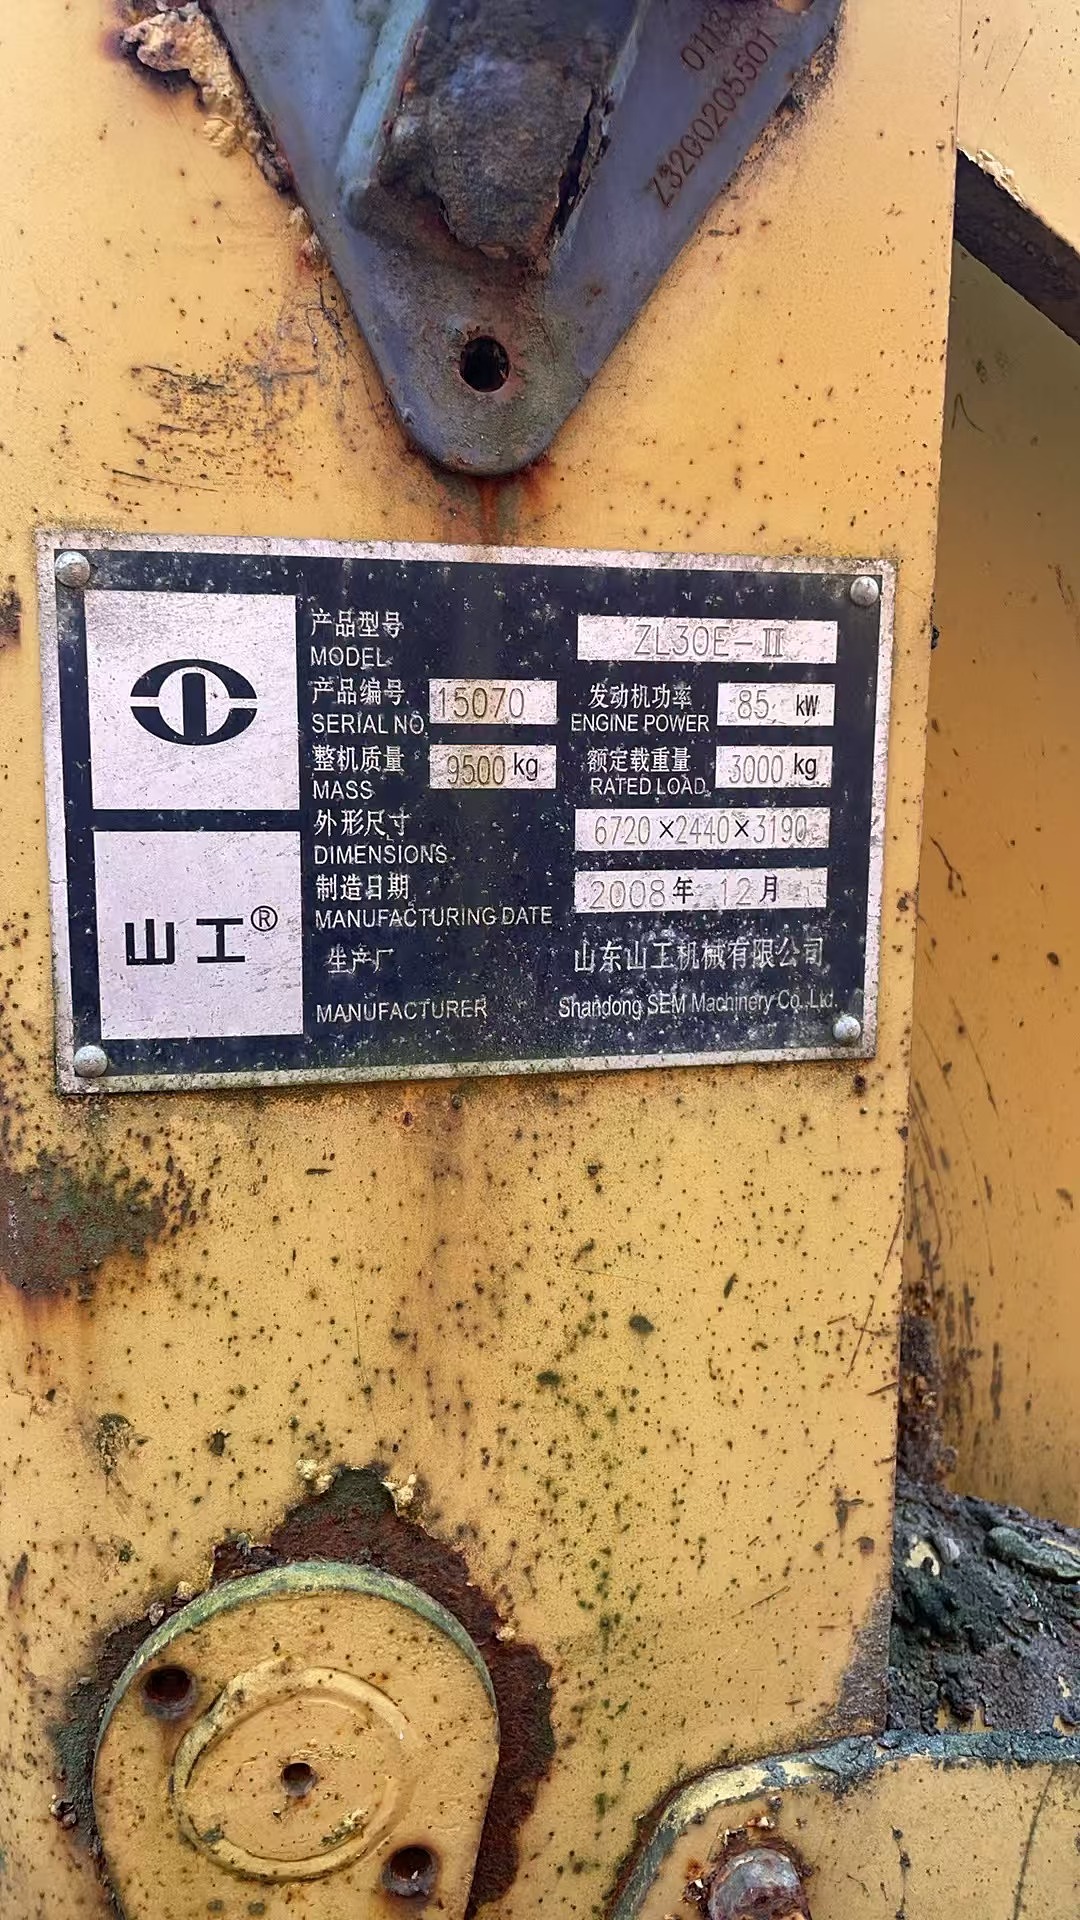 Z3200205501
产品型号
MODEL
ZL30E-Ⅱ
产品编号
SERIAL NO.
15070
发动机功率
ENGINE POWER
85 kW
整机质量
MASS
9500 kg
额定载重量
RATED LOAD
3000 kg
外形尺寸
DIMENSIONS
6720×2440×3190
制造日期
MANUFACTURING DATE
2008年 12月
生产厂
山东山工机械有限公司
MANUFACTURER
Shandong SEM Machinery Co.,Ltd.
山工®